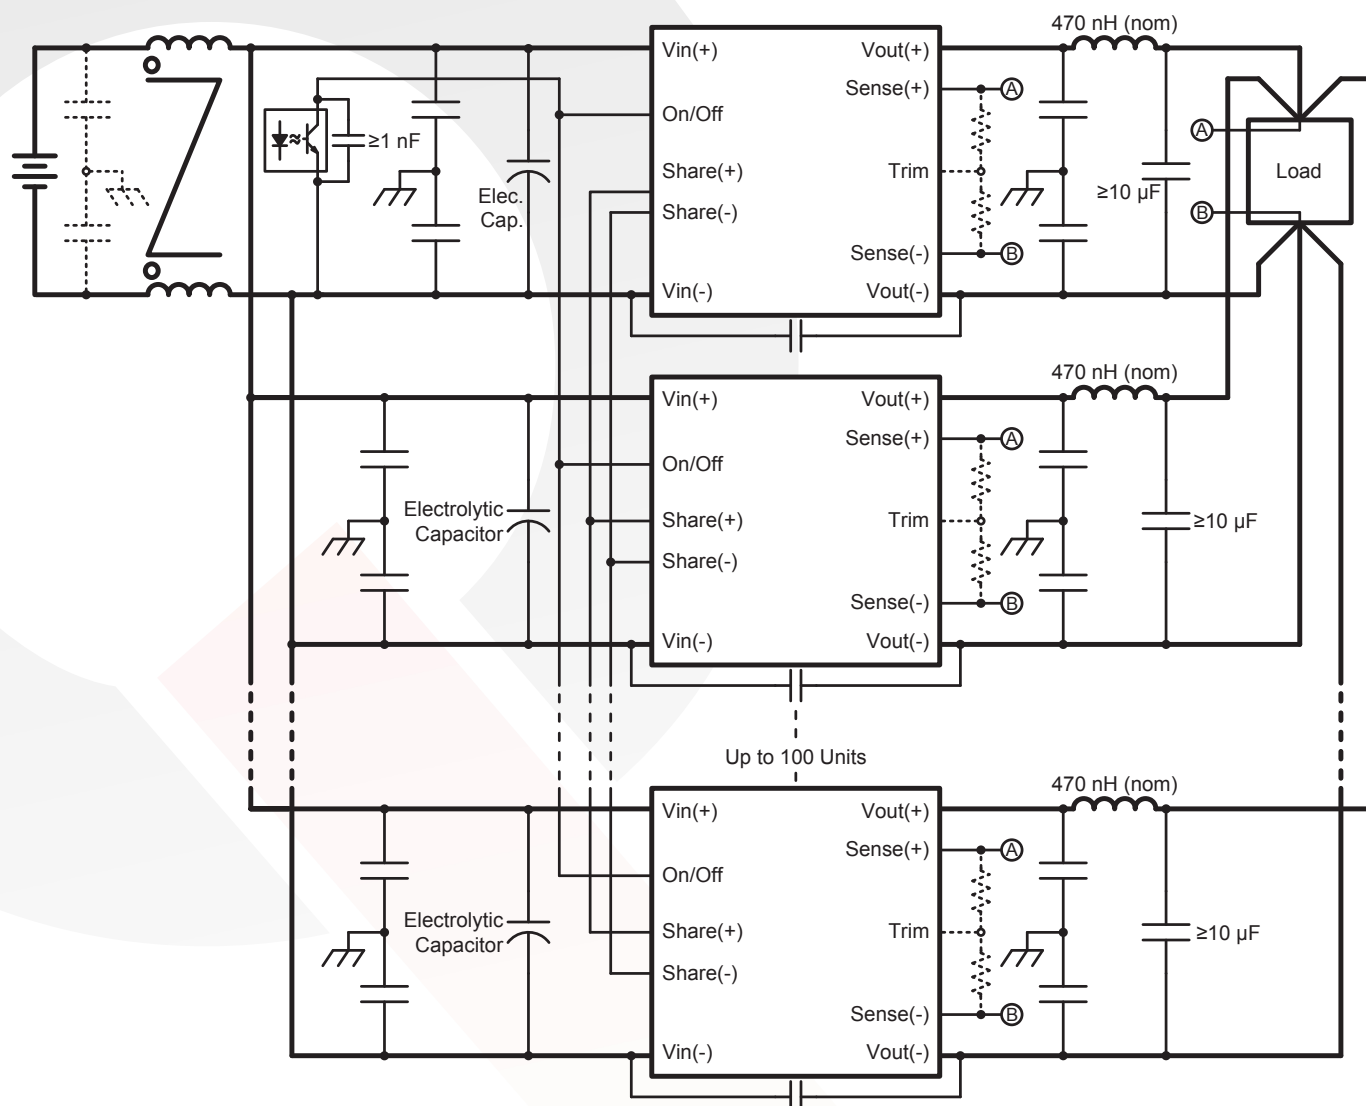 470 nH (nom)
Vin(+)
Vout(+)
Sense(+)
A
On/Off
≥1 nF
A
Share(+)
Trim
Load
Elec.
Cap.
≥10 µF
Share(-)
B
Sense(-)
B
Vin(-)
Vout(-)
470 nH (nom)
Vin(+)
Vout(+)
Sense(+)
A
On/Off
Electrolytic
Capacitor
Share(+)
Trim
≥10 µF
Share(-)
Sense(-)
B
Vin(-)
Vout(-)
Up to 100 Units
470 nH (nom)
Vin(+)
Vout(+)
Sense(+)
A
On/Off
Electrolytic
Capacitor
Share(+)
Trim
≥10 µF
Share(-)
Sense(-)
B
Vin(-)
Vout(-)